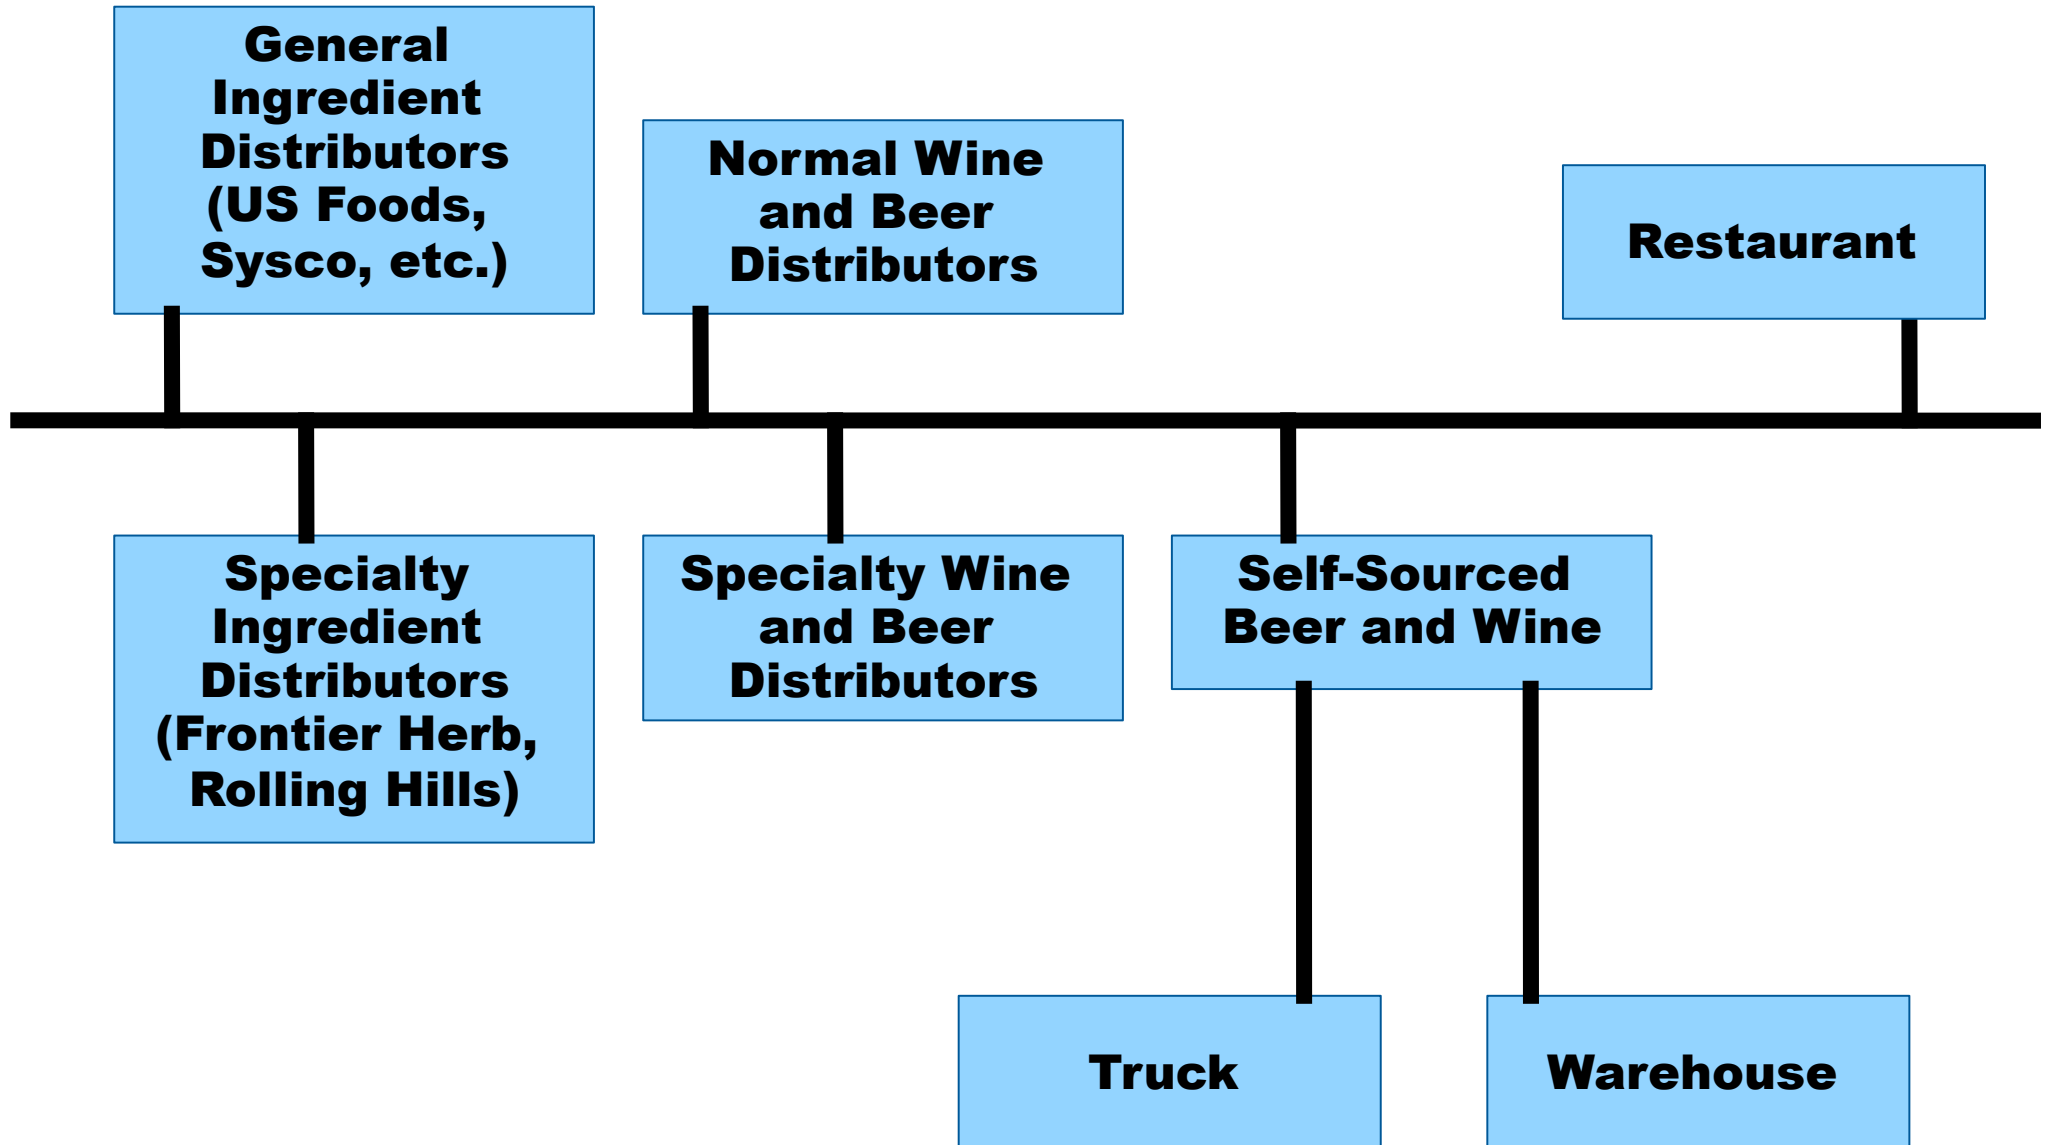 General
Ingredient
Distributors
(US Foods,
Sysco, etc.)
Normal Wine
and Beer
Distributors
Restaurant
Specialty
Ingredient
Distributors
(Frontier Herb,
Rolling Hills)
Specialty Wine
and Beer
Distributors
Self-Sourced
Beer and Wine
Truck
Warehouse